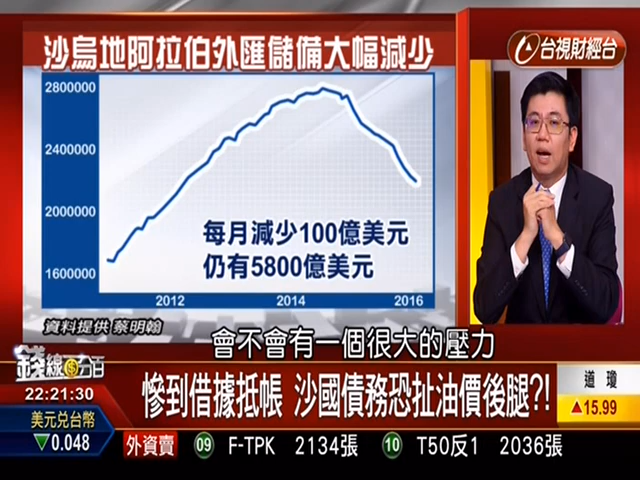 沙烏地阿拉伯外匯儲備大幅減少
台視財經台
2800000
2400000
2000000
1600000
每月減少100億美元
仍有5800億美元
2012
2014
2016
資料提供 蔡明翰
會不會有一個很大的壓力
錢線百分百
22:21:30
慘到借據抵帳 沙國債務恐扯油價後腿?!
道瓊
▲15.99
美元兌台幣
▼0.048
外資賣 09 F-TPK 2134張 10 T50反1 2036張